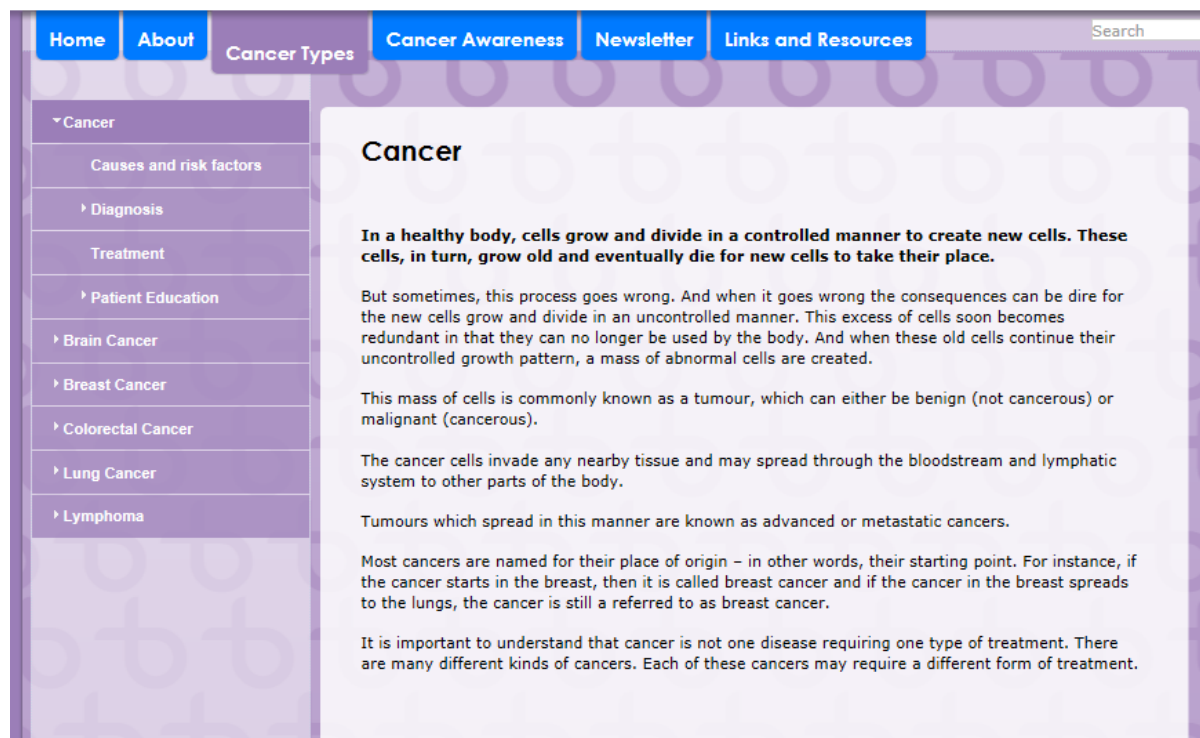 Home
About
Cancer Types
Cancer Awareness
Newsletter
Links and Resources
Search
Cancer
Causes and risk factors
Diagnosis
Treatment
Patient Education
Brain Cancer
Breast Cancer
Colorectal Cancer
Lung Cancer
Lymphoma
Cancer
In a healthy body, cells grow and divide in a controlled manner to create new cells. These
cells, in turn, grow old and eventually die for new cells to take their place.
But sometimes, this process goes wrong. And when it goes wrong the consequences can be dire for
the new cells grow and divide in an uncontrolled manner. This excess of cells soon becomes
redundant in that they can no longer be used by the body. And when these old cells continue their
uncontrolled growth pattern, a mass of abnormal cells are created.
This mass of cells is commonly known as a tumour, which can either be benign (not cancerous) or
malignant (cancerous).
The cancer cells invade any nearby tissue and may spread through the bloodstream and lymphatic
system to other parts of the body.
Tumours which spread in this manner are known as advanced or metastatic cancers.
Most cancers are named for their place of origin – in other words, their starting point. For instance, if
the cancer starts in the breast, then it is called breast cancer and if the cancer in the breast spreads
to the lungs, the cancer is still a referred to as breast cancer.
It is important to understand that cancer is not one disease requiring one type of treatment. There
are many different kinds of cancers. Each of these cancers may require a different form of treatment.